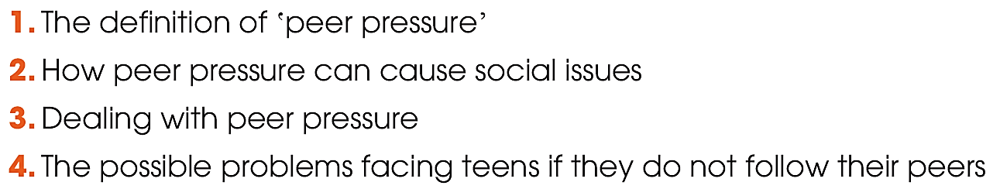 1. The definition of ‘peer pressure’
2. How peer pressure can cause social issues
3. Dealing with peer pressure
4. The possible problems facing teens if they do not follow their peers